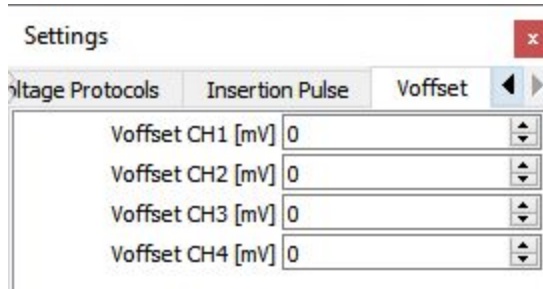 Settings
x
ltage Protocols Insertion Pulse Voffset
Voffset CH1 [mV] 0
Voffset CH2 [mV] 0
Voffset CH3 [mV] 0
Voffset CH4 [mV] 0